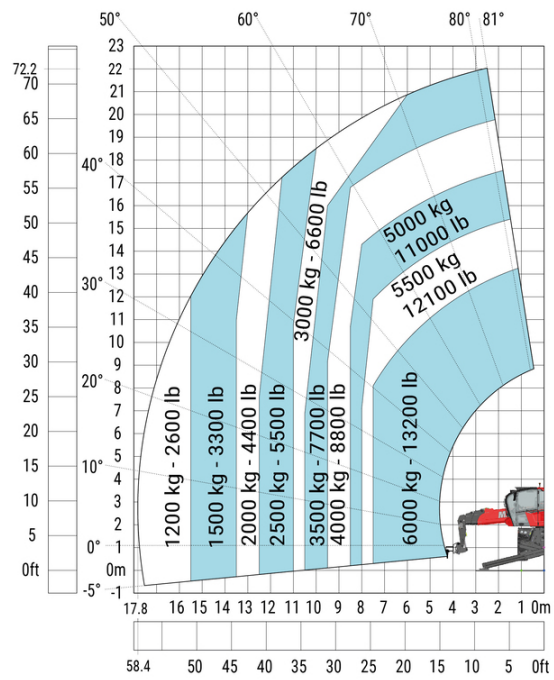 50°
60°
70°
80°
81°
23
72.2
22
70
21
65
20
19
60
40°
18
17
55
16
50
15
14
45
30°
13
40
12
35
11
10
30
9
20°
8
25
7
20
6
5
15
10°
4
10
3
2
5
0°
1
0ft
0m
-5°
-1
1200 kg - 2600 lb
1500 kg - 3300 lb
2000 kg - 4400 lb
2500 kg - 5500 lb
3000 kg - 6600 lb
3500 kg - 7700 lb
4000 kg - 8800 lb
5000 kg
11000 lb
5500 kg
12100 lb
6000 kg - 13200 lb
M
17.8 16 15 14 13 12 11 10 9 8 7 6 5 4 3 2 1 0m
58.4 50 45 40 35 30 25 20 15 10 5 0ft